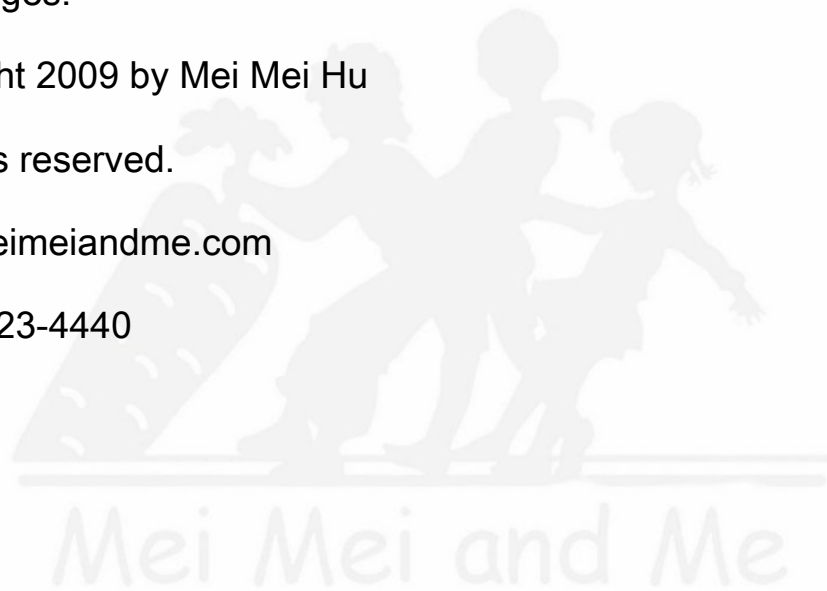 ges.
ht 2009 by Mei Mei Hu
s reserved.
eimeiandme.com
23-4440
Mei Mei and Me